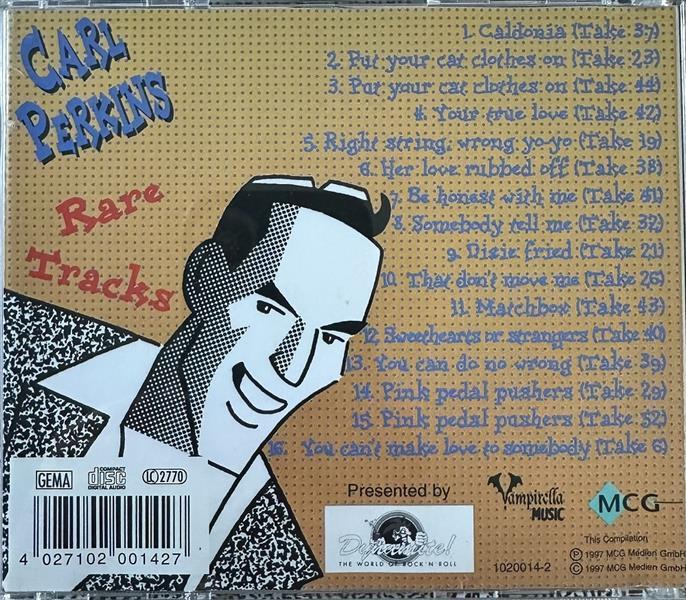 CARL
PERKINS
Rare
Tracks
1. Caldonia (Take 37)
2. Put your cat clothes on (Take 23)
3. Put your cat clothes on (Take 44)
4. Your true love (Take 42)
5. Right string, wrong yo-yo (Take 19)
6. Her love rubbed off (Take 38)
7. Be honest with me (Take 41)
8. Somebody tell me (Take 32)
9. Dixie fried (Take 21)
10. That don't move me (Take 26)
11. Matchbox (Take 43)
12. Sweethearts or strangers (Take 40)
13. You can do no wrong (Take 39)
14. Pink pedal pushers (Take 29)
15. Pink pedal pushers (Take 52)
16. You can't make love to somebody (Take 6)
GEMA
COMPACT
disc
DIGITAL AUDIO
LC 2770
4 027102 001427
Presented by
THE WORLD OF ROCK'N'ROLL
Vampirella
MUSIC
MCG
1020014-2
This Compilation
Ⓟ 1997 MCG Medien GmbH
© 1997 MCG Medien GmbH